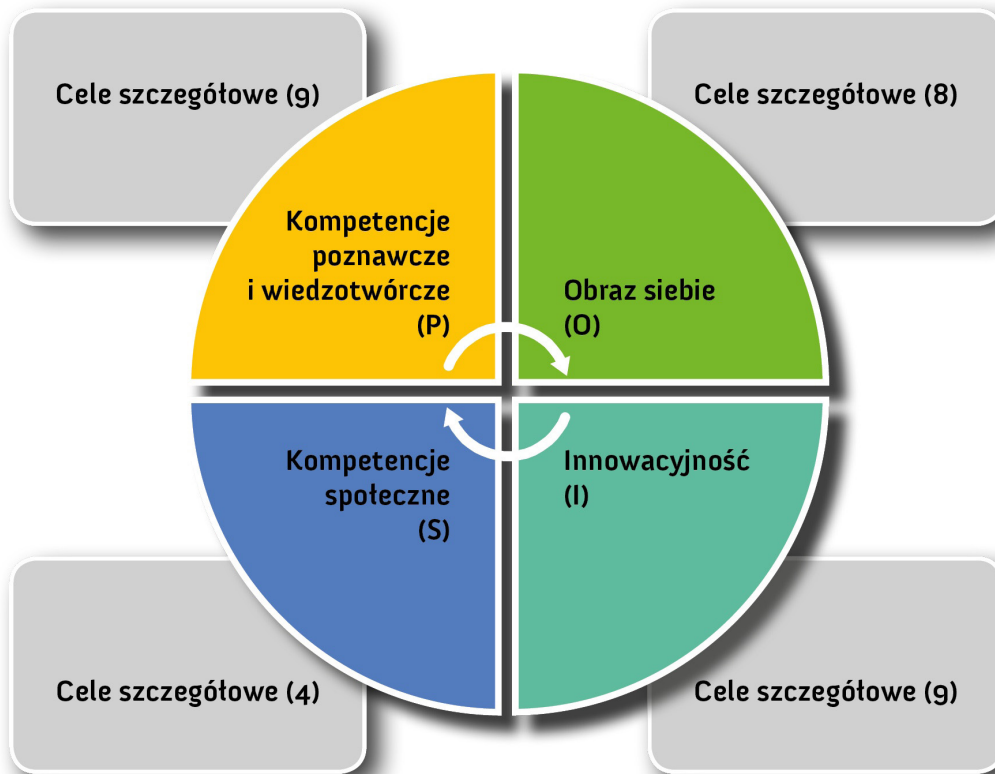 Cele szczegółowe (9)
Cele szczegółowe (8)
Kompetencje
poznawcze
i wiedzotwórcze
(P)
Obraz siebie
(O)
Kompetencje
społeczne
(S)
Innowacyjność
(I)
Cele szczegółowe (4)
Cele szczegółowe (9)